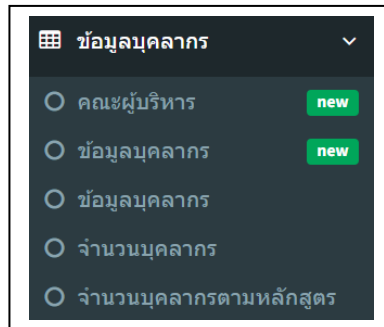 ข้อมูลบุคลากร
คณะผู้บริหาร new
ข้อมูลบุคลากร new
ข้อมูลบุคลากร
จำนวนบุคลากร
จำนวนบุคลากรตามหลักสูตร